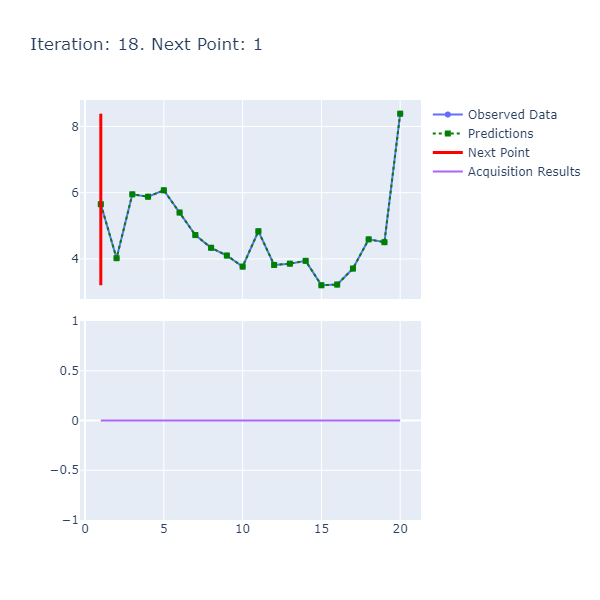 Iteration: 18. Next Point: 1
Observed Data
Predictions
Next Point
Acquisition Results
8
6
4
1
0.5
0
−0.5
−1
0 5 10 15 20